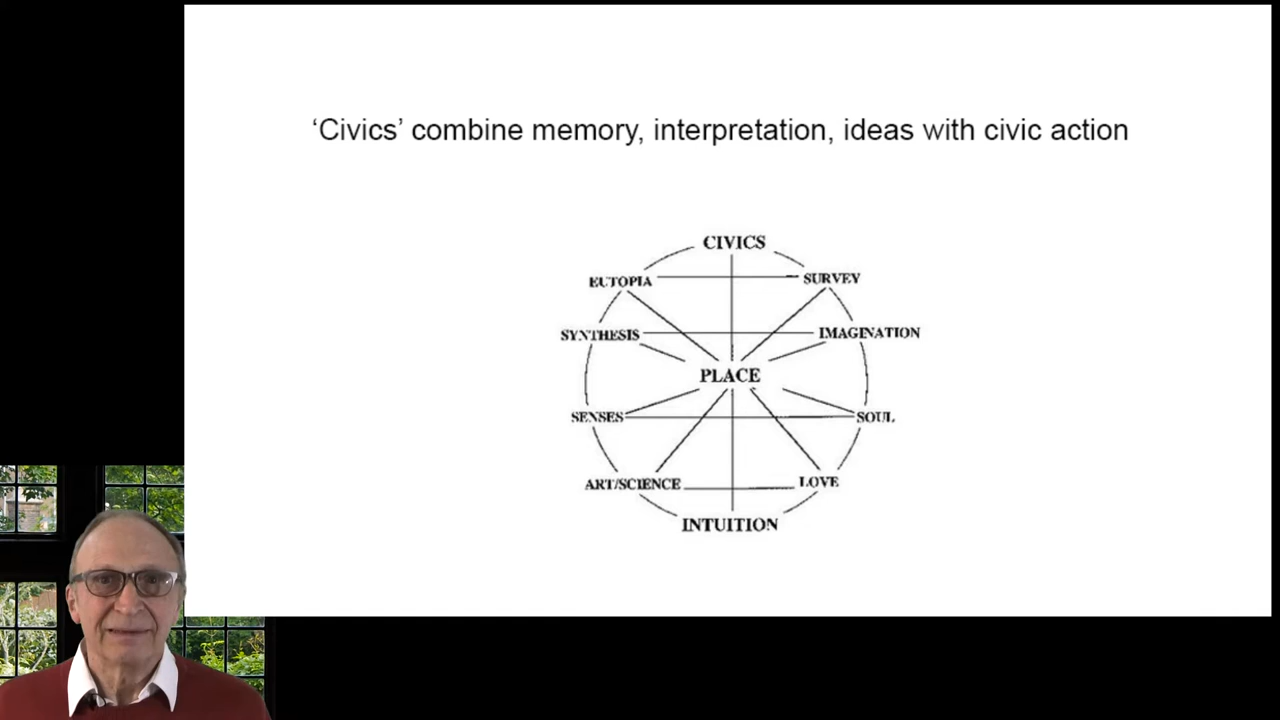 ‘Civics’ combine memory, interpretation, ideas with civic action
CIVICS
EUTOPIA SURVEY
SYNTHESIS IMAGINATION
PLACE
SENSES SOUL
ART/SCIENCE LOVE
INTUITION